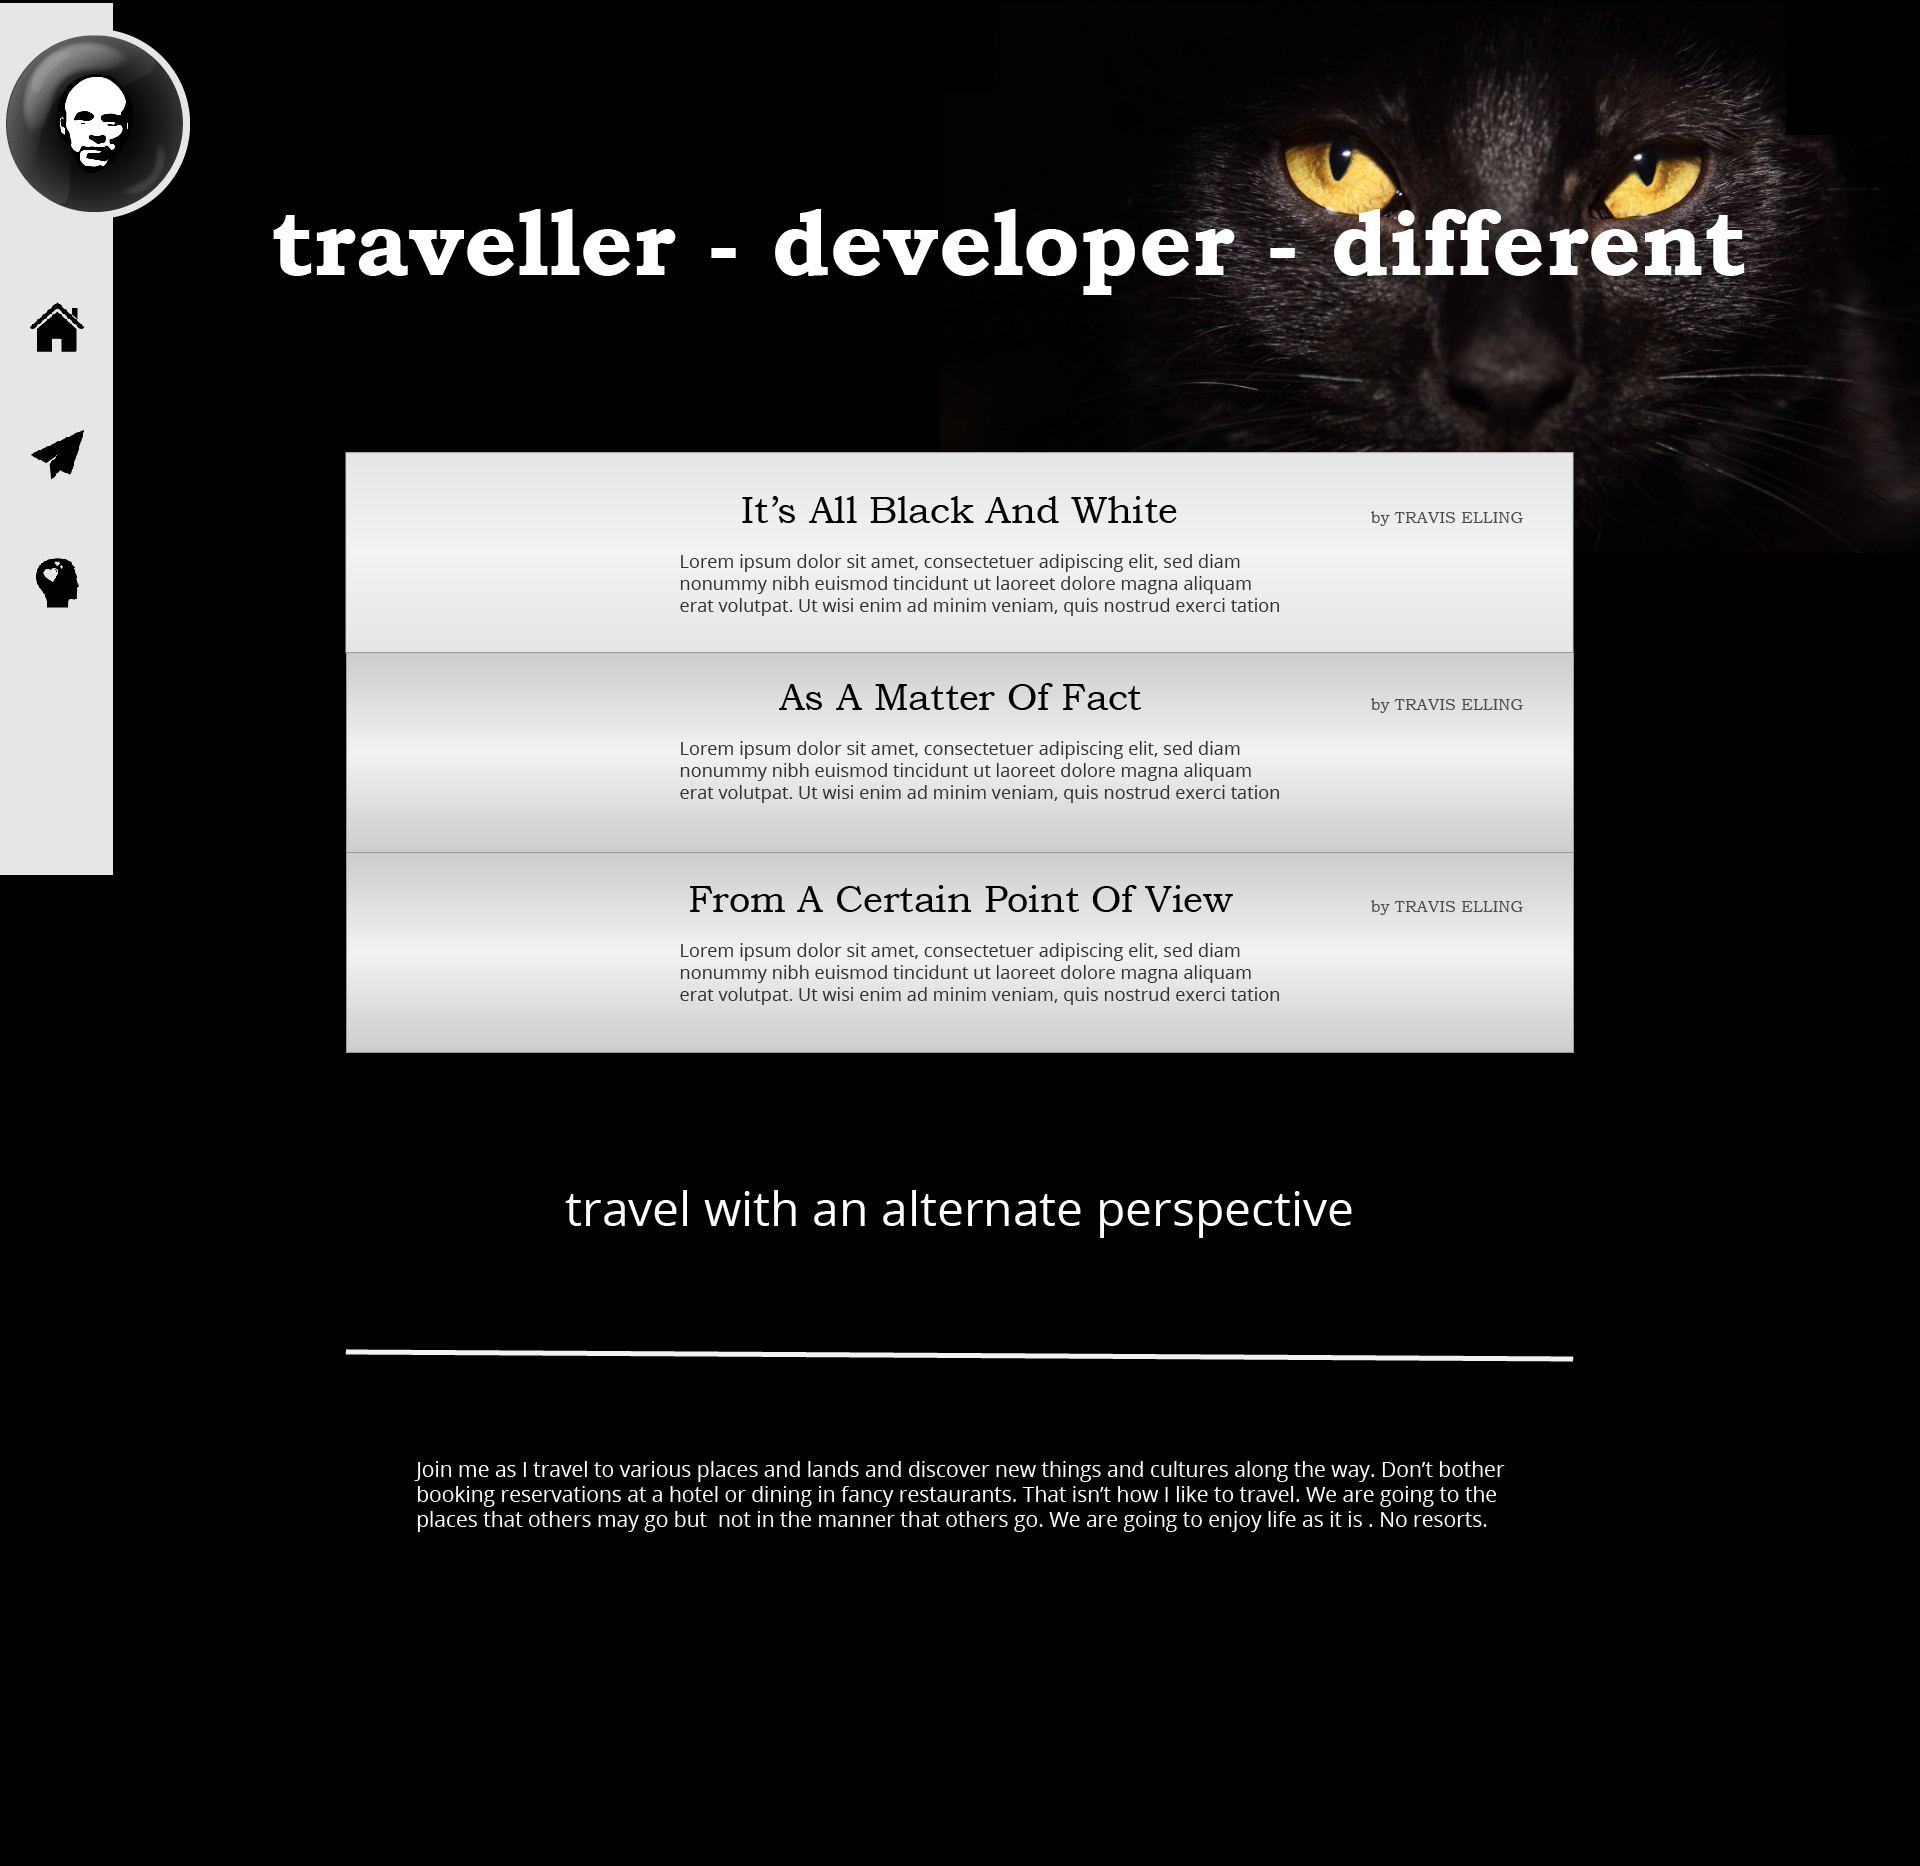 traveller - developer - different
It’s All Black And White
by TRAVIS ELLING
Lorem ipsum dolor sit amet, consectetuer adipiscing elit, sed diam
nonummy nibh euismod tincidunt ut laoreet dolore magna aliquam
erat volutpat. Ut wisi enim ad minim veniam, quis nostrud exerci tation
As A Matter Of Fact
by TRAVIS ELLING
Lorem ipsum dolor sit amet, consectetuer adipiscing elit, sed diam
nonummy nibh euismod tincidunt ut laoreet dolore magna aliquam
erat volutpat. Ut wisi enim ad minim veniam, quis nostrud exerci tation
From A Certain Point Of View
by TRAVIS ELLING
Lorem ipsum dolor sit amet, consectetuer adipiscing elit, sed diam
nonummy nibh euismod tincidunt ut laoreet dolore magna aliquam
erat volutpat. Ut wisi enim ad minim veniam, quis nostrud exerci tation
travel with an alternate perspective
Join me as I travel to various places and lands and discover new things and cultures along the way. Don’t bother
booking reservations at a hotel or dining in fancy restaurants. That isn’t how I like to travel. We are going to the
places that others may go but  not in the manner that others go. We are going to enjoy life as it is . No resorts.